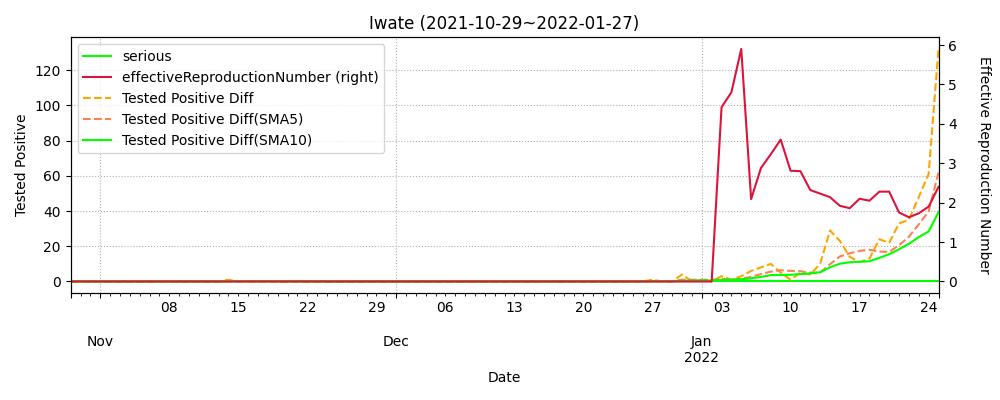 Iwate (2021-10-29~2022-01-27)
serious
effectiveReproductionNumber (right)
Tested Positive Diff
Tested Positive Diff(SMA5)
Tested Positive Diff(SMA10)
Tested Positive
120
100
80
60
40
20
0
6
5
4
3
2
1
0
Effective Reproduction Number
08 15 22 29 06 13 20 27 03 10 17 24
Nov Dec Jan
2022
Date